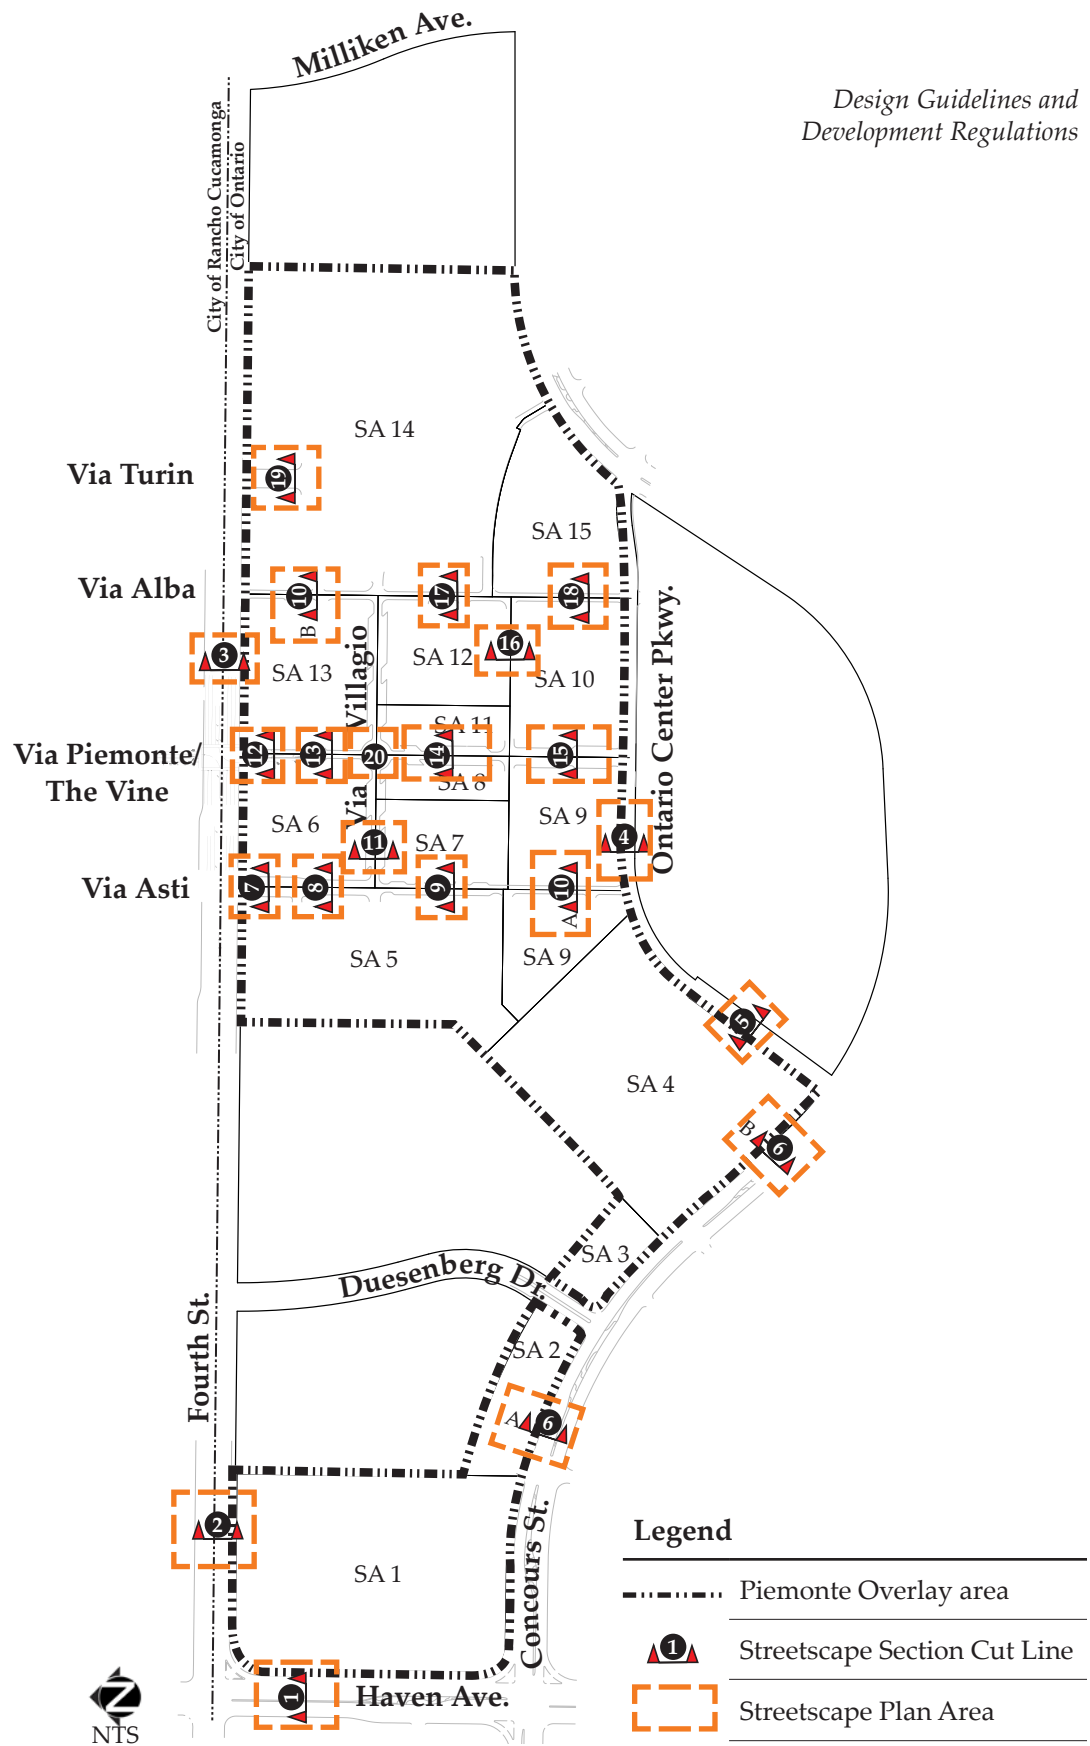 Milliken Ave.
Design Guidelines and
Development Regulations
City of Rancho Cucamonga
City of Ontario
SA 14
Via Turin
19
SA 15
Via Alba
10
B
17
18
3
SA 13
Via Villagio
SA 12
16
SA 10
Ontario Center Pkwy.
SA 11
Via Piemonte/
The Vine
12
13
20
14
15
SA 8
SA 6
11
SA 7
SA 9
4
Via Asti
7
8
9
10
A
SA 5
SA 9
5
SA 4
B
6
SA 3
Duesenberg Dr.
Fourth St.
SA 2
A
6
2
Concours St.
SA 1
1
Haven Ave.
N
NTS
Legend
Piemonte Overlay area
1
Streetscape Section Cut Line
Streetscape Plan Area